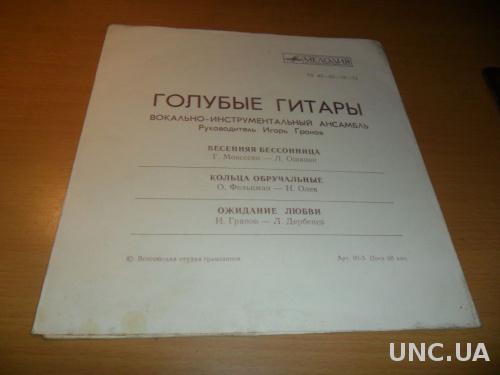 МЕЛОДИЯ
ГОЛУБЫЕ ГИТАРЫ
ВОКАЛЬНО-ИНСТРУМЕНТАЛЬНЫЙ АНСАМБЛЬ
Руководитель Игорь Гранов
ВЕСЕННЯЯ БЕССОННИЦА
Г. Мовсесян — Л. Ошанин
КОЛЬЦА ОБРУЧАЛЬНЫЕ
О. Фельцман — Н. Олев
ОЖИДАНИЕ ЛЮБВИ
И. Гранов — Л. Дербенев
© Всесоюзная студия грамзаписи
Арт. Цена коп.
UNC.UA